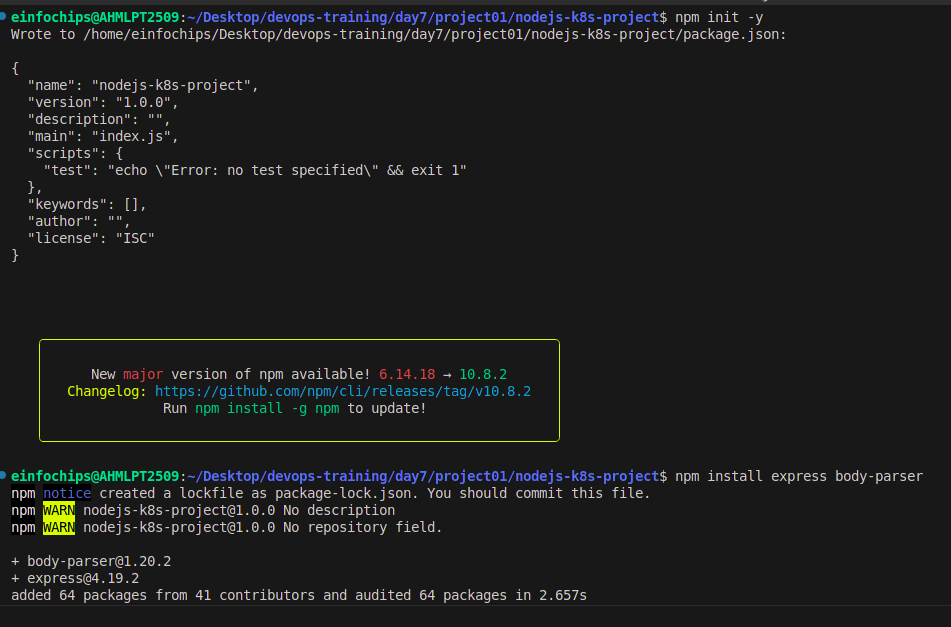 einfochips@AHMLPT2509:~/Desktop/devops-training/day7/project01/nodejs-k8s-project$ npm init -y
Wrote to /home/einfochips/Desktop/devops-training/day7/project01/nodejs-k8s-project/package.json:
{
  "name": "nodejs-k8s-project",
  "version": "1.0.0",
  "description": "",
  "main": "index.js",
  "scripts": {
    "test": "echo \"Error: no test specified\" && exit 1"
  },
  "keywords": [],
  "author": "",
  "license": "ISC"
}
New major version of npm available! 6.14.18 → 10.8.2
Changelog: https://github.com/npm/cli/releases/tag/v10.8.2
Run npm install -g npm to update!
einfochips@AHMLPT2509:~/Desktop/devops-training/day7/project01/nodejs-k8s-project$ npm install express body-parser
npm notice created a lockfile as package-lock.json. You should commit this file.
npm WARN nodejs-k8s-project@1.0.0 No description
npm WARN nodejs-k8s-project@1.0.0 No repository field.
+ body-parser@1.20.2
+ express@4.19.2
added 64 packages from 41 contributors and audited 64 packages in 2.657s